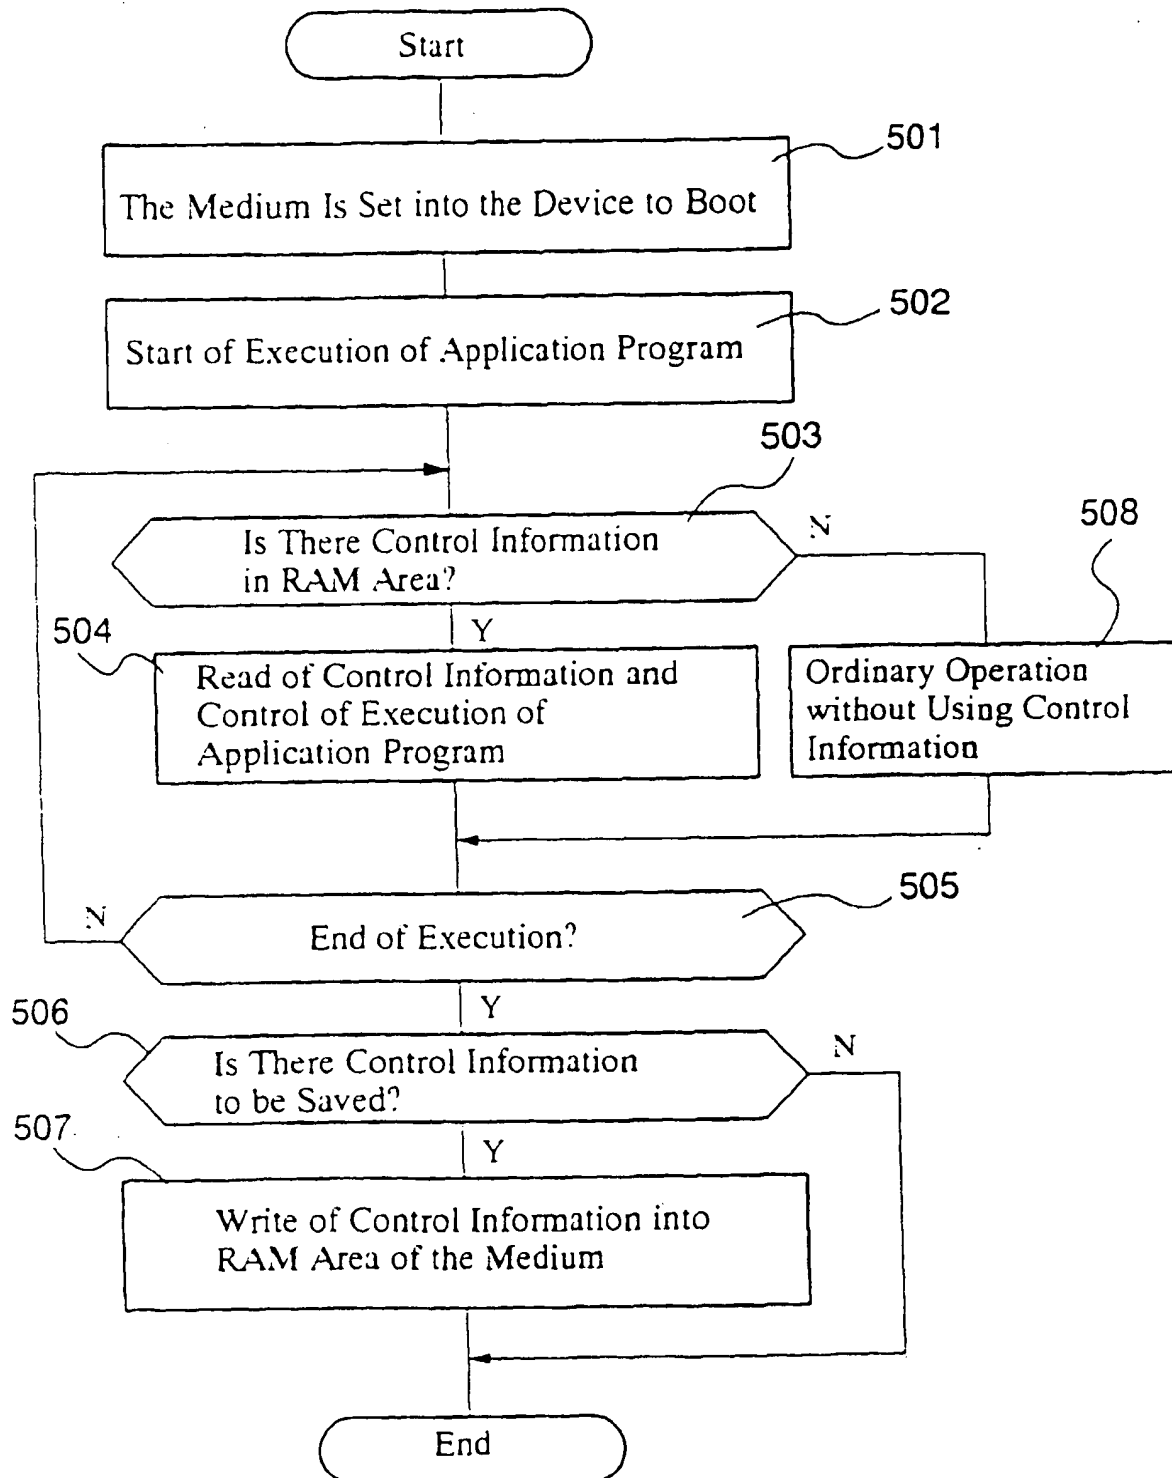 Start
501
The Medium Is Set into the Device to Boot
502
Start of Execution of Application Program
503
Is There Control Information
in RAM Area?
N
508
Y
504
Read of Control Information and
Control of Execution of
Application Program
Ordinary Operation
without Using Control
Information
505
N
End of Execution?
Y
506
Is There Control Information
to be Saved?
N
507
Y
Write of Control Information into
RAM Area of the Medium
End